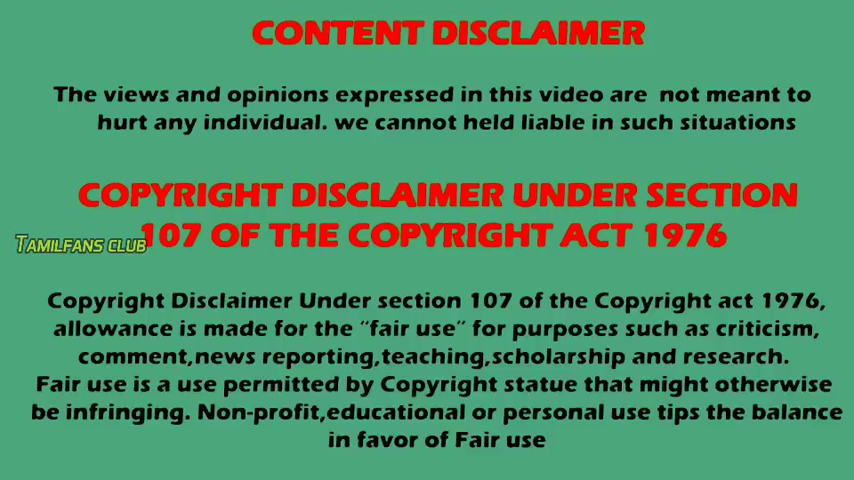 CONTENT DISCLAIMER
The views and opinions expressed in this video are not meant to
hurt any individual. we cannot held liable in such situations
COPYRIGHT DISCLAIMER UNDER SECTION
107 OF THE COPYRIGHT ACT 1976
TAMILFANS CLUB
Copyright Disclaimer Under section 107 of the Copyright act 1976,
allowance is made for the “fair use” for purposes such as criticism,
comment,news reporting,teaching,scholarship and research.
Fair use is a use permitted by Copyright statue that might otherwise
be infringing. Non-profit,educational or personal use tips the balance
in favor of Fair use